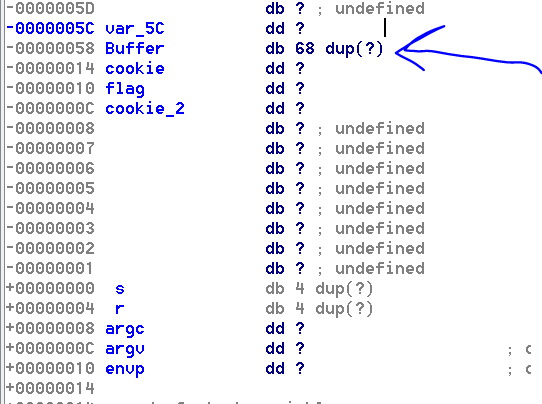 -0000005D db ? ; undefined
-0000005C var_5C dd ?
-00000058 Buffer db 68 dup(?)
-00000014 cookie dd ?
-00000010 flag dd ?
-0000000C cookie_2 dd ?
-00000008 db ? ; undefined
-00000007 db ? ; undefined
-00000006 db ? ; undefined
-00000005 db ? ; undefined
-00000004 db ? ; undefined
-00000003 db ? ; undefined
-00000002 db ? ; undefined
-00000001 db ? ; undefined
+00000000 s db 4 dup(?)
+00000004 r db 4 dup(?)
+00000008 argc dd ?
+0000000C argv dd ? ;
+00000010 envp dd ? ;
+00000014